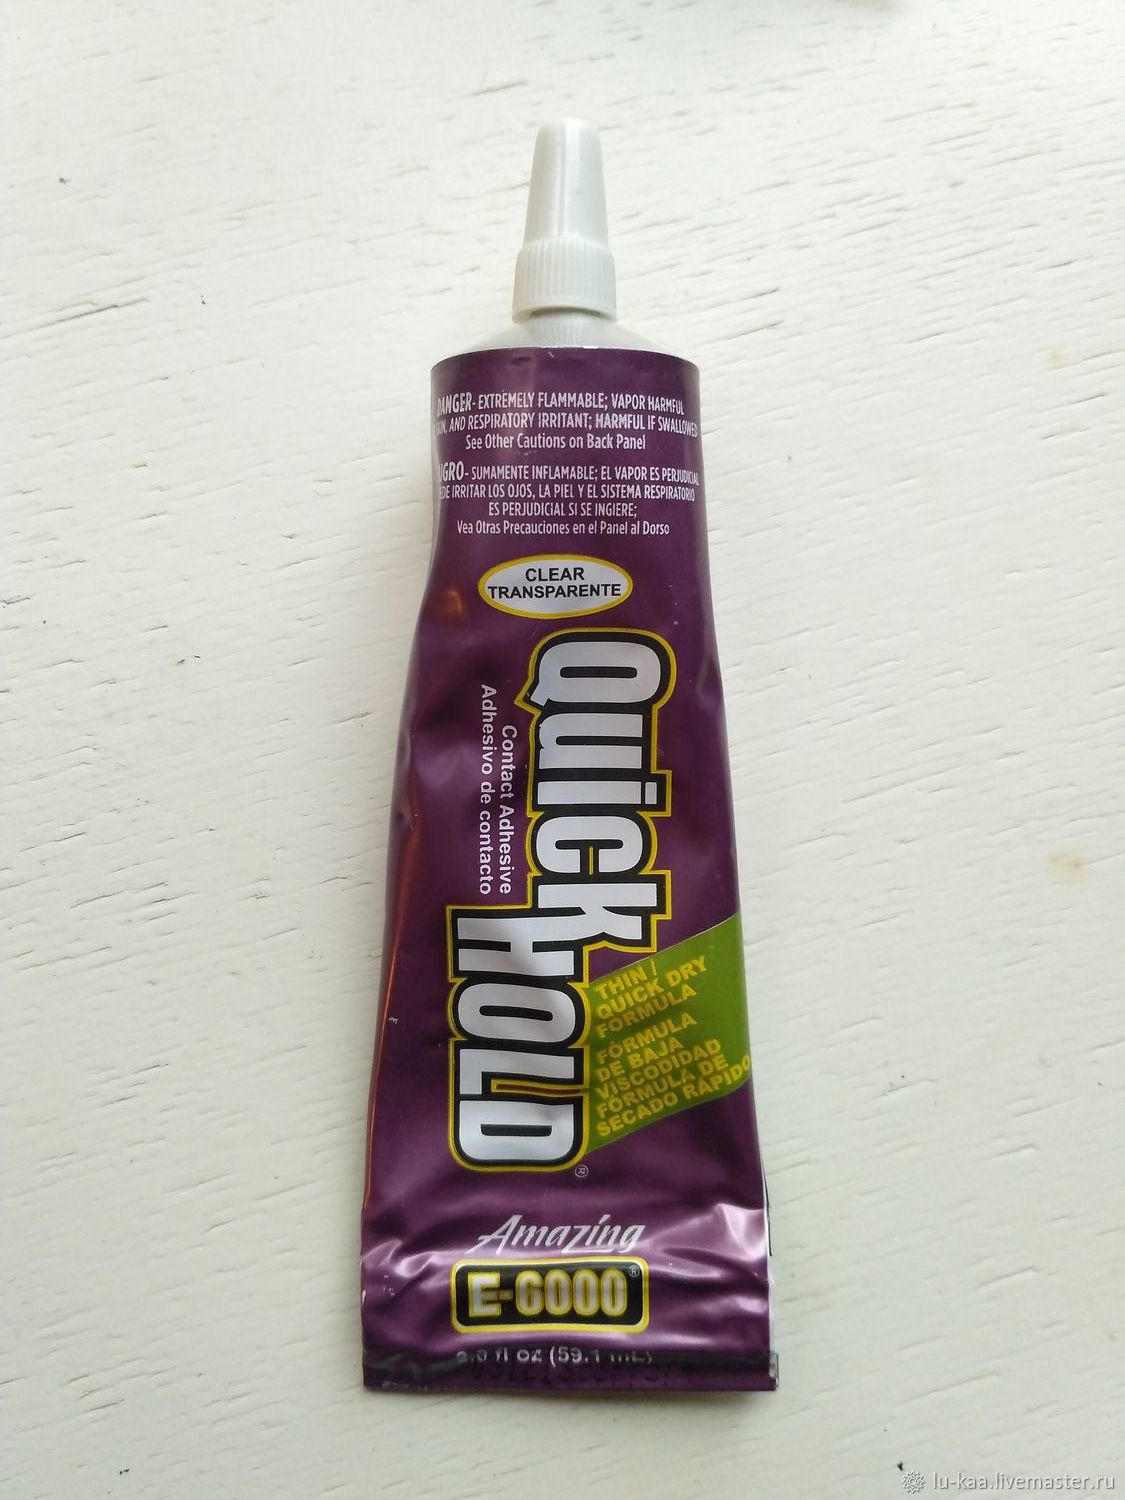 DANGER- EXTREMELY FLAMMABLE; VAPOR HARMFUL
AND RESPIRATORY IRRITANT; HARMFUL IF SWALLOWED
See Other Cautions on Back Panel
SUMAMENTE INFLAMABLE; EL VAPOR ES PERJUDICIAL
IRRITAR LOS OJOS, LA PIEL Y EL SISTEMA RESPIRATORIO
ES PERJUDICIAL SI SE INGIERE;
Vea Otras Precauciones en el Panel al Dorso
CLEAR
TRANSPARENTE
QUICK
HOLD®
Contact Adhesive
Adhesivo de contacto
THIN /
QUICK DRY
FORMULA
FÓRMULA
DE BAJA
VISCODIDAD
FÓRMULA DE
SECADO RÁPIDO
Amazing
E-6000®
fl oz (59.1 mL)
lu-kaa.livemaster.ru